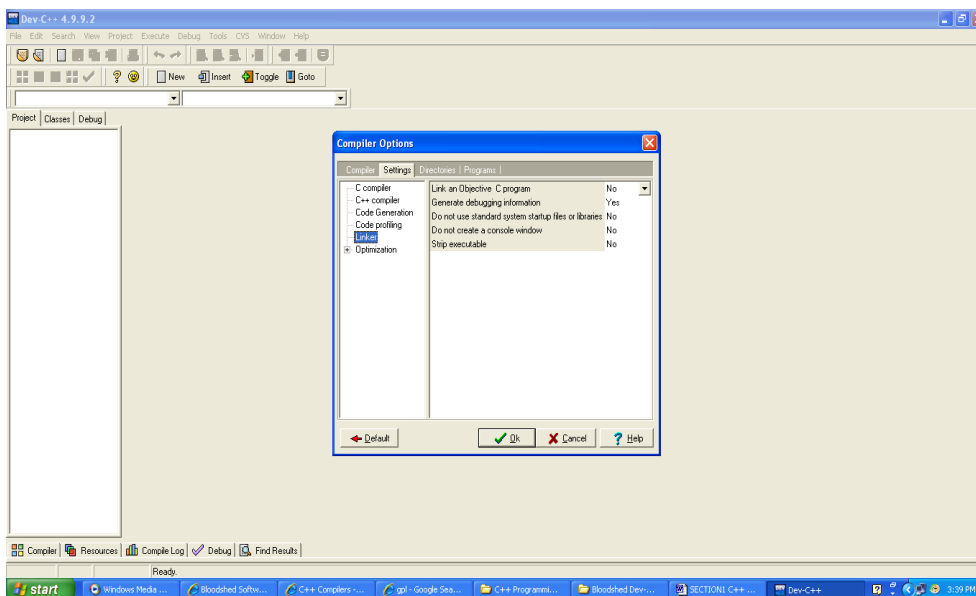 Dev-C++ 4.9.9.2
File Edit Search View Project Execute Debug Tools CVS Window Help
New Insert Toggle Goto
Project Classes Debug
Compiler Options
Compiler Settings Directories Programs
C compiler
C++ compiler
Code Generation
Code profiling
Linker
Optimization
Link an Objective C program No
Generate debugging information Yes
Do not use standard system startup files or libraries No
Do not create a console window No
Strip executable No
Default Ok Cancel Help
Compiler Resources Compile Log Debug Find Results
Ready.
start Windows Media ... Bloodshed Softw... C++ Compilers -... gpl - Google Sea... C++ Programmi... Bloodshed Dev-... SECTION1 C++ ... Dev-C++ 3:39 PM